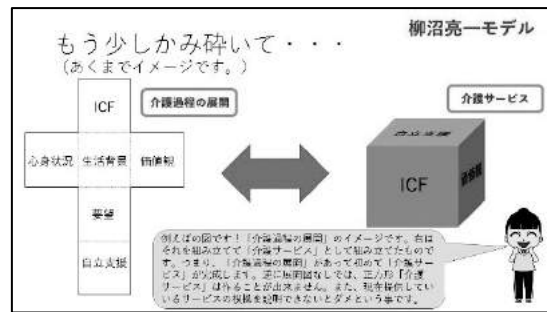 柳沼亮一モデル
もう少しかみ砕いて・・・
（あくまでイメージです。）
介護過程の展開
介護サービス
ICF
心身状況 生活背景 価値観
要望
自立支援
自立支援
ICF
価値観
例えばの図です！「介護過程の展開」のイメージです。右は
それを組み立てて「介護サービス」として組み立てたもので
す。つまり、「介護過程の展開」があって初めて「介護サー
ビス」が完成します。逆に展開図なしでは、正方形「介護
サービス」は作ることが出来ません。また、現在提供してい
るサービスの根拠を説明できないとダメという事です。